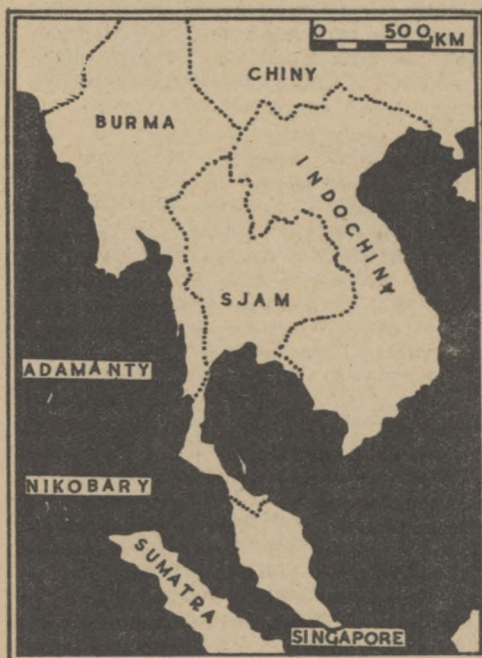 0 500 KM
CHINY
BURMA
INDOCHINY
SJAM
ADAMANTY
NIKOBARY
SUMATRA
SINGAPORE